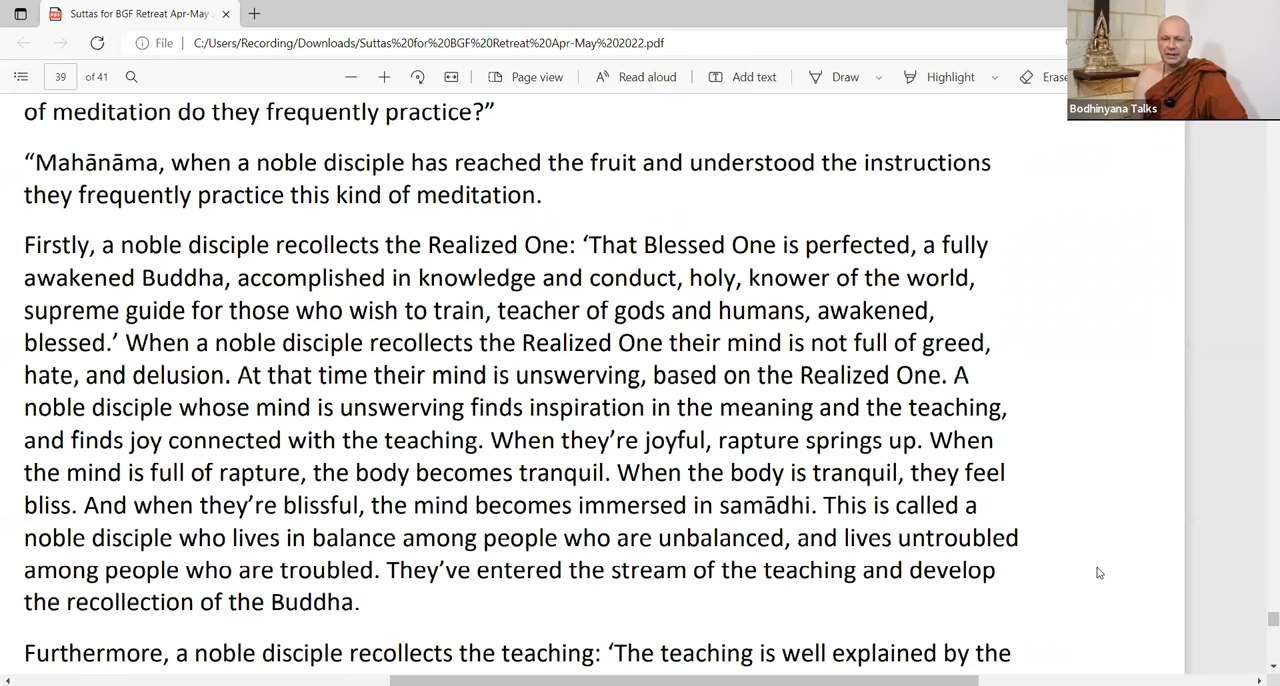 Suttas for BGF Retreat Apr-May
File C:/Users/Recording/Downloads/Suttas%20for%20BGF%20Retreat%20Apr-May%202022.pdf
39 of 41 Page view Read aloud Add text Draw Highlight Erase
Bodhinyana Talks
of meditation do they frequently practice?”
“Mahānāma, when a noble disciple has reached the fruit and understood the instructions
they frequently practice this kind of meditation.
Firstly, a noble disciple recollects the Realized One: ‘That Blessed One is perfected, a fully
awakened Buddha, accomplished in knowledge and conduct, holy, knower of the world,
supreme guide for those who wish to train, teacher of gods and humans, awakened,
blessed.’ When a noble disciple recollects the Realized One their mind is not full of greed,
hate, and delusion. At that time their mind is unswerving, based on the Realized One. A
noble disciple whose mind is unswerving finds inspiration in the meaning and the teaching,
and finds joy connected with the teaching. When they’re joyful, rapture springs up. When
the mind is full of rapture, the body becomes tranquil. When the body is tranquil, they feel
bliss. And when they’re blissful, the mind becomes immersed in samādhi. This is called a
noble disciple who lives in balance among people who are unbalanced, and lives untroubled
among people who are troubled. They’ve entered the stream of the teaching and develop
the recollection of the Buddha.
Furthermore, a noble disciple recollects the teaching: ‘The teaching is well explained by the